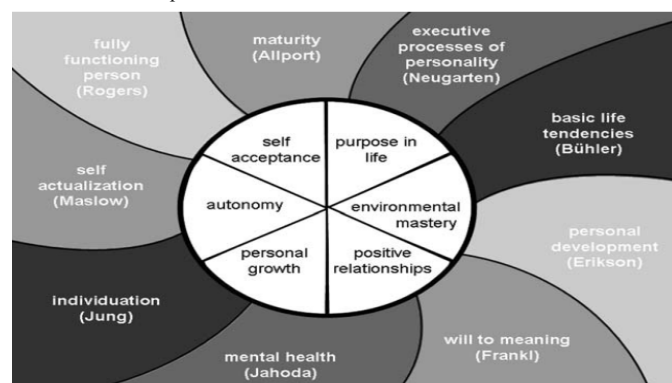 fully
functioning
person
(Rogers)
maturity
(Allport)
executive
processes of
personality
(Neugarten)
basic life
tendencies
(Bühler)
self
actualization
(Maslow)
self
acceptance
purpose in
life
autonomy
environmental
mastery
personal
growth
positive
relationships
personal
development
(Erikson)
individuation
(Jung)
mental health
(Jahoda)
will to meaning
(Frankl)